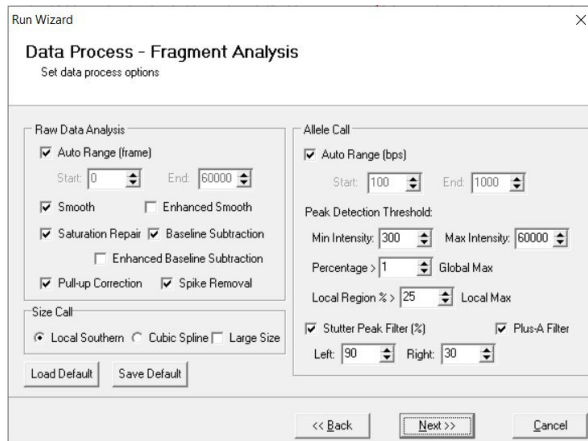 Run Wizard
Data Process - Fragment Analysis
Set data process options
Raw Data Analysis
Auto Range (frame)
Start: 0 End: 60000
Smooth Enhanced Smooth
Saturation Repair Baseline Subtraction
Enhanced Baseline Subtraction
Pull-up Correction Spike Removal
Size Call
Local Southern Cubic Spline Large Size
Load Default Save Default
Allele Call
Auto Range (bps)
Start: 100 End: 1000
Peak Detection Threshold:
Min Intensity: 300 Max Intensity: 60000
Percentage > 1 Global Max
Local Region % > 25 Local Max
Stutter Peak Filter (%) Plus-A Filter
Left: 90 Right: 30
<< Back Next >> Cancel